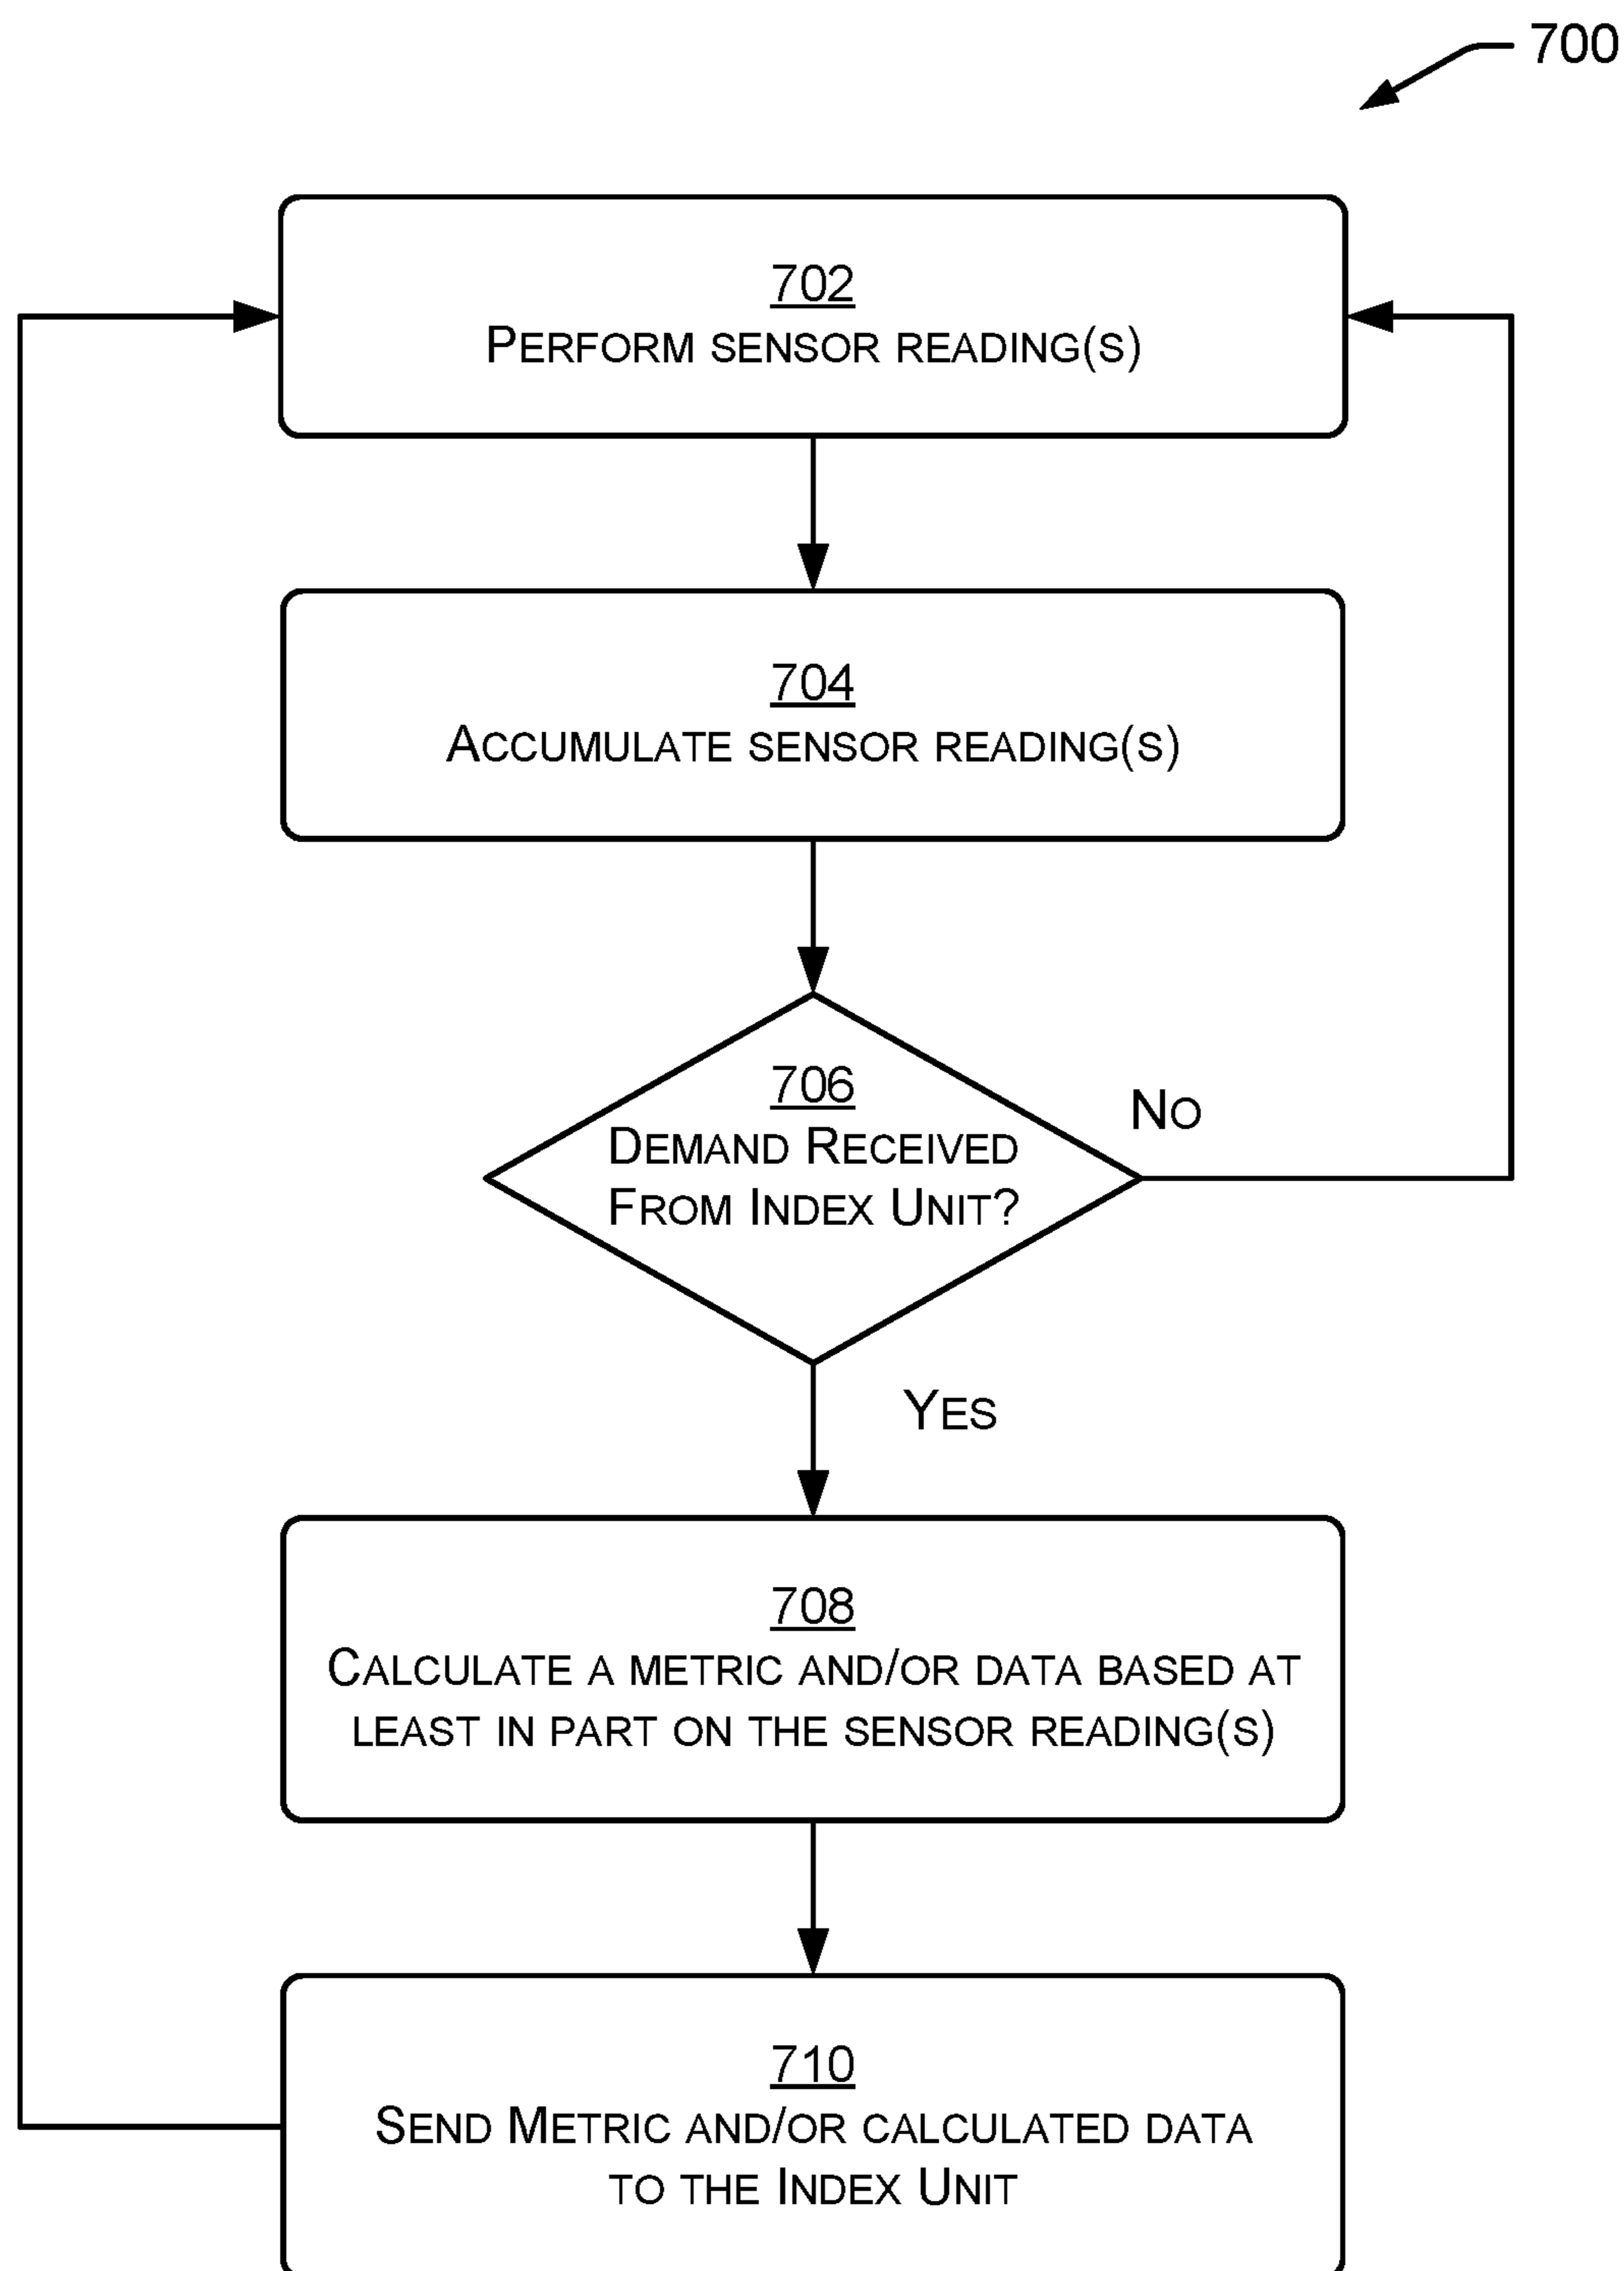 700
702
PERFORM SENSOR READING(S)
704
ACCUMULATE SENSOR READING(S)
706
DEMAND RECEIVED
FROM INDEX UNIT?
NO
YES
708
CALCULATE A METRIC AND/OR DATA BASED AT
LEAST IN PART ON THE SENSOR READING(S)
710
SEND METRIC AND/OR CALCULATED DATA
TO THE INDEX UNIT